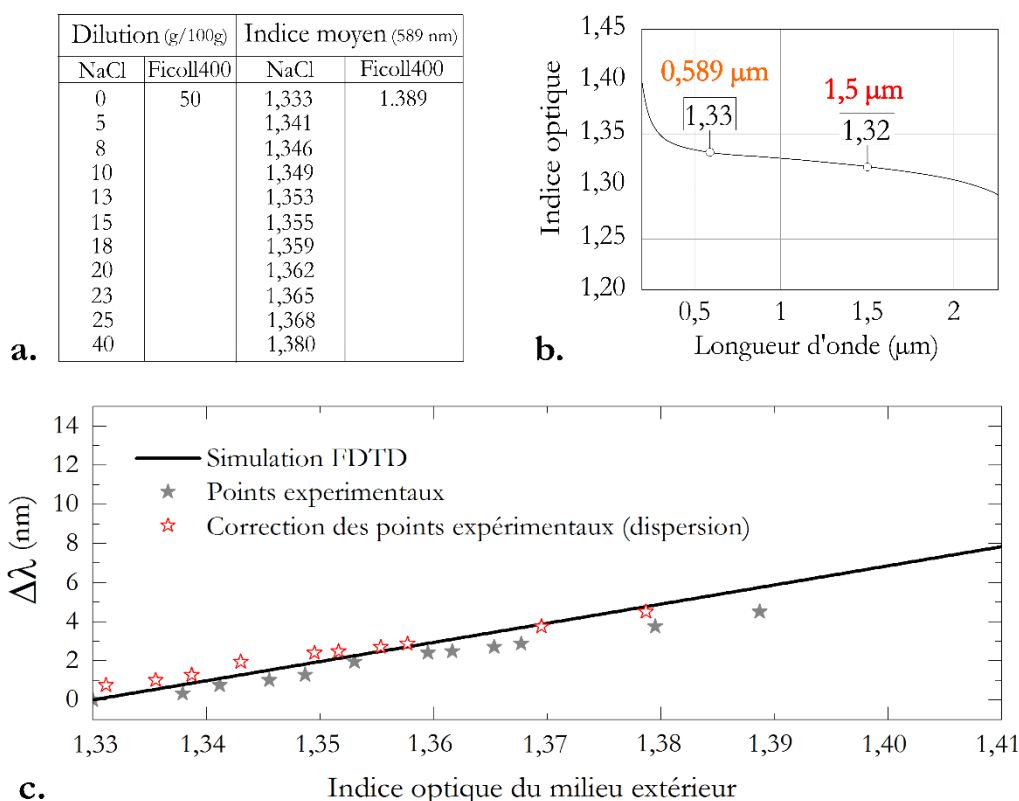 Dilution (g/100g) Indice moyen (589 nm)
NaCl Ficoll400 NaCl Ficoll400
0 50 1,333 1.389
5 1,341
8 1,346
10 1,349
13 1,353
15 1,355
18 1,359
20 1,362
23 1,365
25 1,368
40 1,380
a.
1,45
1,40
1,35
1,30
1,25
1,20
Indice optique
0,589 µm
1,33
1,5 µm
1,32
0,5 1 1,5 2
Longueur d'onde (µm)
b.
14
12
10
8
6
4
2
0
Δλ (nm)
Simulation FDTD
Points experimentaux
Correction des points expérimentaux (dispersion)
1,33 1,34 1,35 1,36 1,37 1,38 1,39 1,40 1,41
Indice optique du milieu extérieur
c.